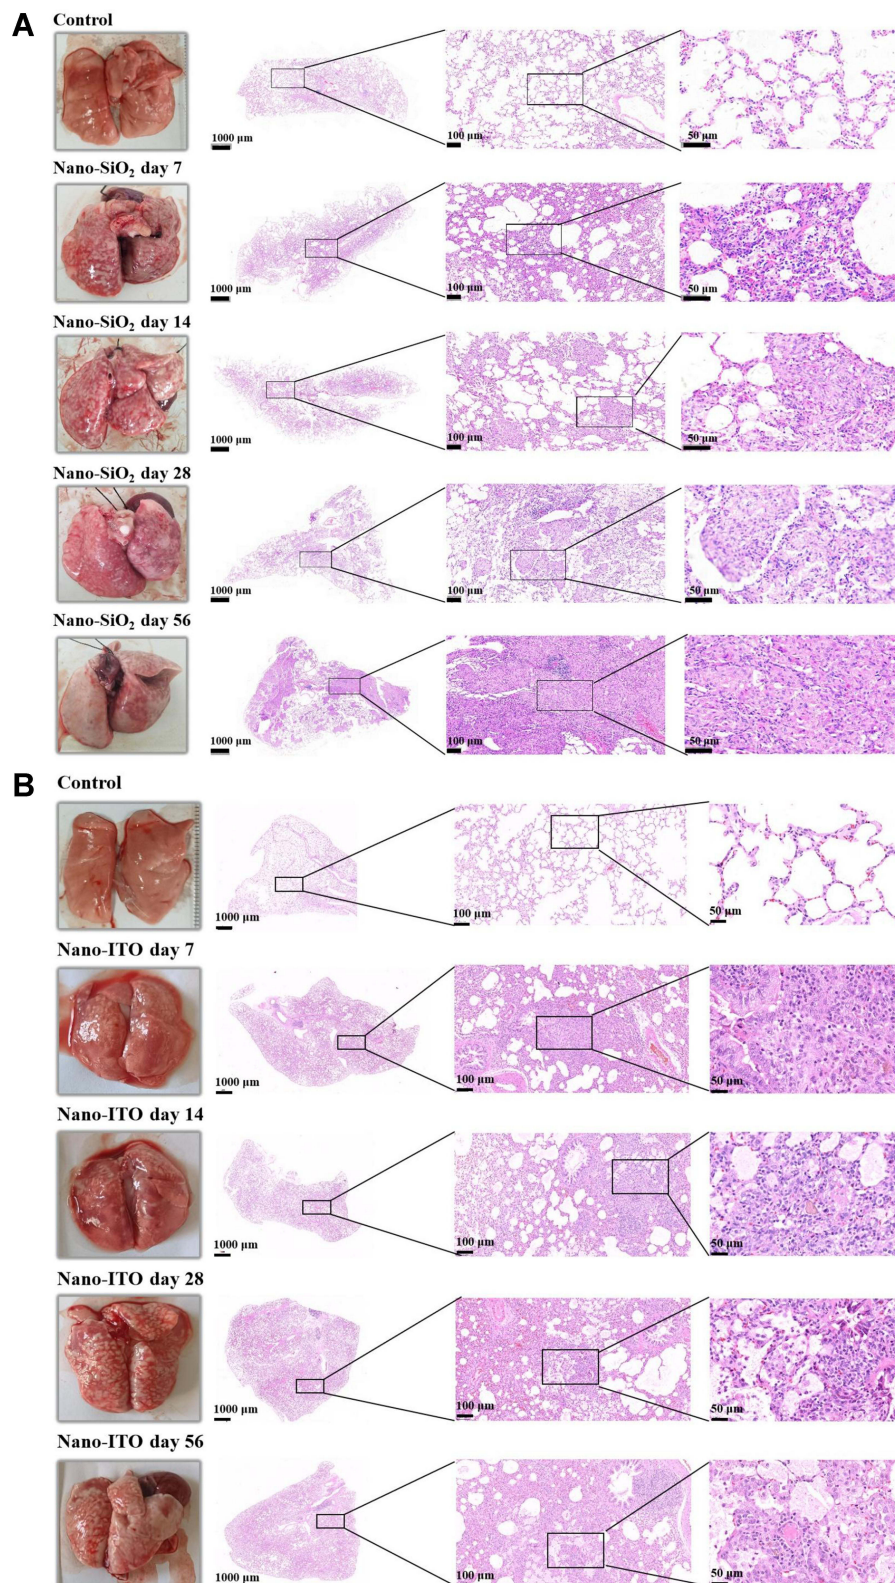 A
Control
1000 μm
100 μm
50 μm
Nano-SiO₂ day 7
1000 μm
100 μm
50 μm
Nano-SiO₂ day 14
1000 μm
100 μm
50 μm
Nano-SiO₂ day 28
1000 μm
100 μm
50 μm
Nano-SiO₂ day 56
1000 μm
100 μm
50 μm
B
Control
1000 μm
100 μm
50 μm
Nano-ITO day 7
1000 μm
100 μm
50 μm
Nano-ITO day 14
1000 μm
100 μm
50 μm
Nano-ITO day 28
1000 μm
100 μm
50 μm
Nano-ITO day 56
1000 μm
100 μm
50 μm